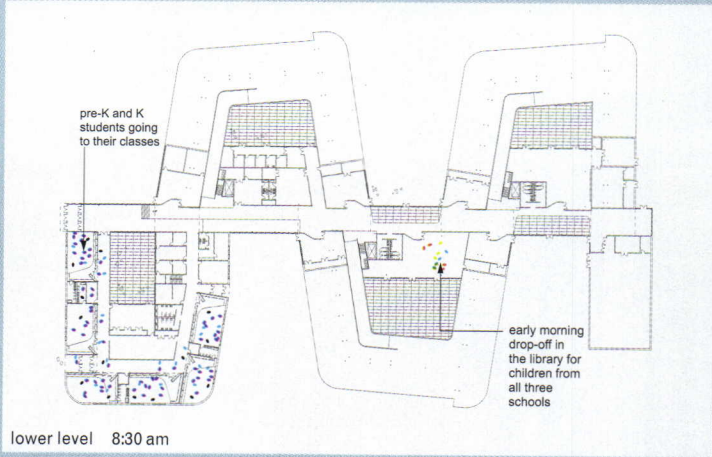 pre-K and K
students going
to their classes
early morning
drop-off in
the library for
children from
all three
schools
lower level 8:30 am